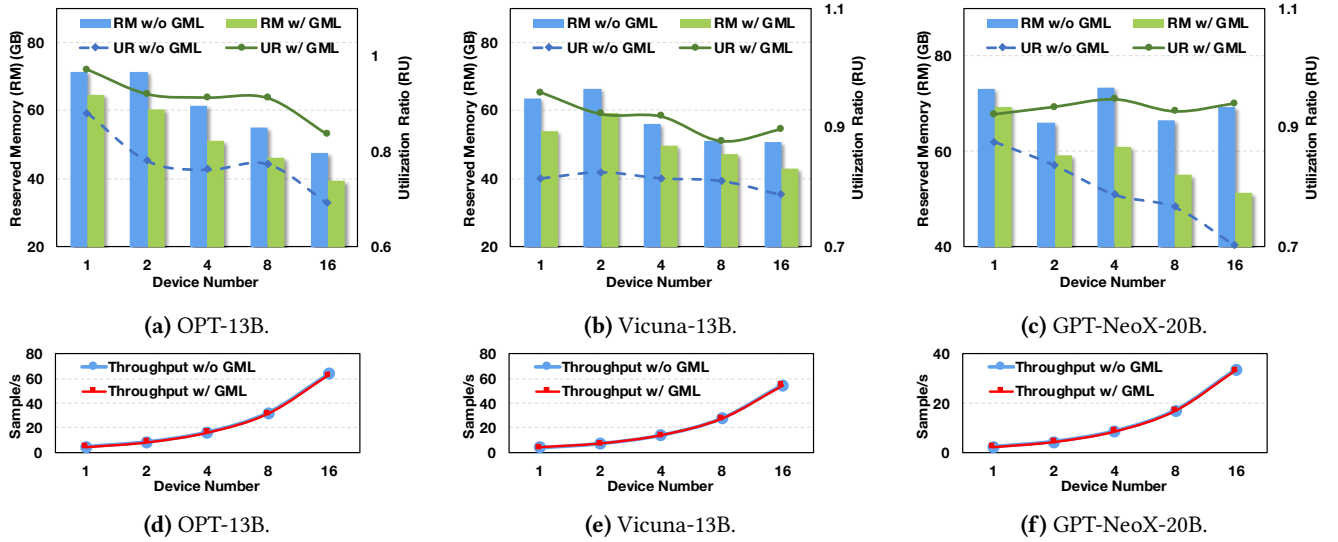 RM w/o GML RM w/ GML
UR w/o GML UR w/ GML
Reserved Memory (RM) (GB)
80
60
40
20
1
0.8
0.6
Utilization Ratio (RU)
1 2 4 8 16
Device Number
(a) OPT-13B.
RM w/o GML RM w/ GML
UR w/o GML UR w/ GML
Reserved Memory (RM) (GB)
80
60
40
20
1.1
0.9
0.7
Utilization Ratio (RU)
1 2 4 8 16
Device Number
(b) Vicuna-13B.
RM w/o GML RM w/ GML
UR w/o GML UR w/ GML
Reserved Memory (RM) (GB)
80
60
40
1.1
0.9
0.7
Utilization Ratio (RU)
1 2 4 8 16
Device Number
(c) GPT-NeoX-20B.
Throughput w/o GML
Throughput w/ GML
Sample/s
80
60
40
20
0
1 2 4 8 16
Device Number
(d) OPT-13B.
Throughput w/o GML
Throughput w/ GML
Sample/s
80
60
40
20
0
1 2 4 8 16
Device Number
(e) Vicuna-13B.
Throughput w/o GML
Throughput w/ GML
Sample/s
40
20
0
1 2 4 8 16
Device Number
(f) GPT-NeoX-20B.